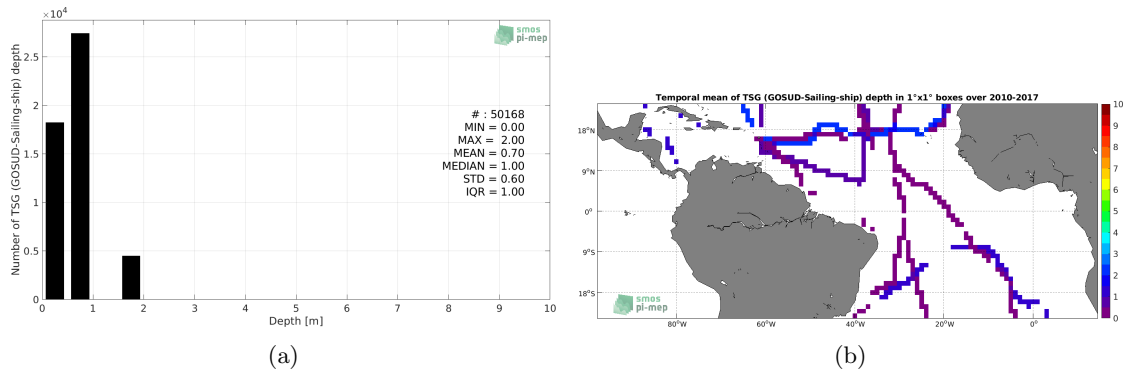 ×10⁴
smos
pi-mep
Number of TSG (GOSUD-Sailing-ship) depth
2.5
2
1.5
1
0.5
0
# : 50168
MIN = 0.00
MAX = 2.00
MEAN = 0.70
MEDIAN = 1.00
STD = 0.60
IQR = 1.00
0 1 2 3 4 5 6 7 8 9 10
Depth [m]
(a)
Temporal mean of TSG (GOSUD-Sailing-ship) depth in 1°x1° boxes over 2010-2017
18°N
9°N
0°
9°S
18°S
smos
pi-mep
80°W 60°W 40°W 20°W 0°
10
9
8
7
6
5
4
3
2
1
0
(b)